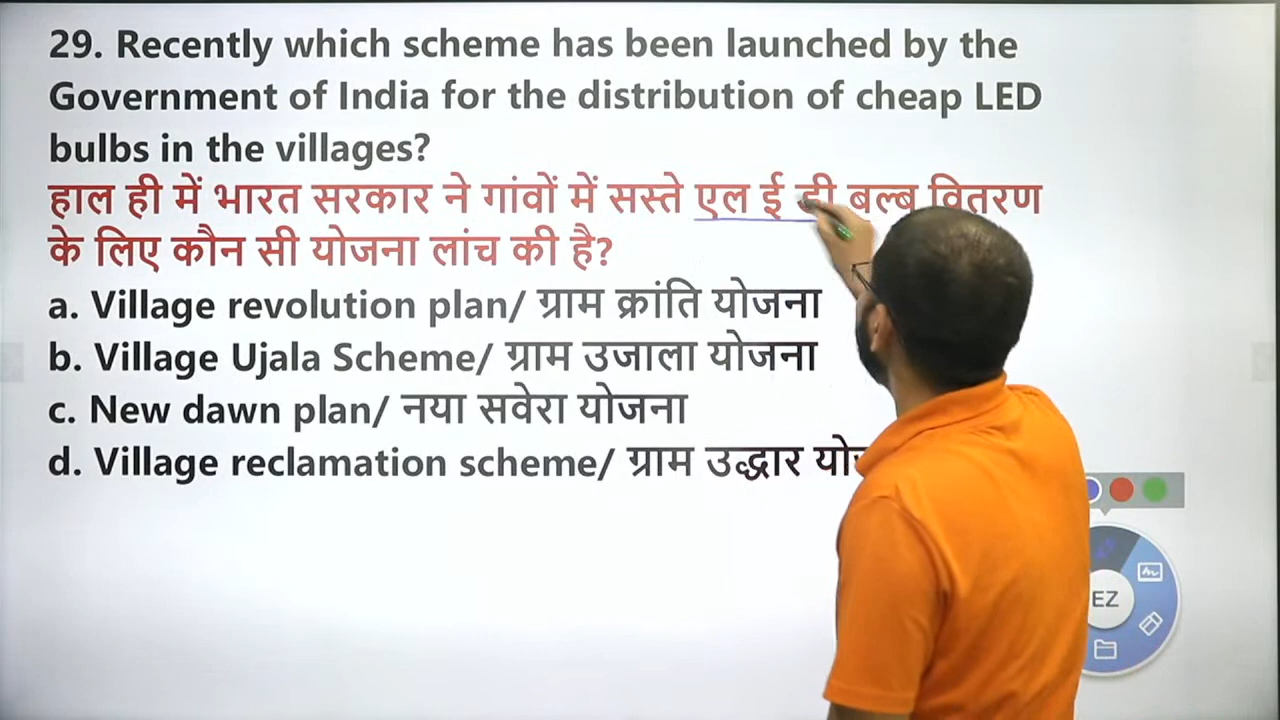 29. Recently which scheme has been launched by the
Government of India for the distribution of cheap LED
bulbs in the villages?
हाल ही में भारत सरकार ने गांवों में सस्ते एल ई डी बल्ब वितरण
के लिए कौन सी योजना लांच की है?
a. Village revolution plan/ ग्राम क्रांति योजना
b. Village Ujala Scheme/ ग्राम उजाला योजना
c. New dawn plan/ नया सवेरा योजना
d. Village reclamation scheme/ ग्राम उद्धार
EZ